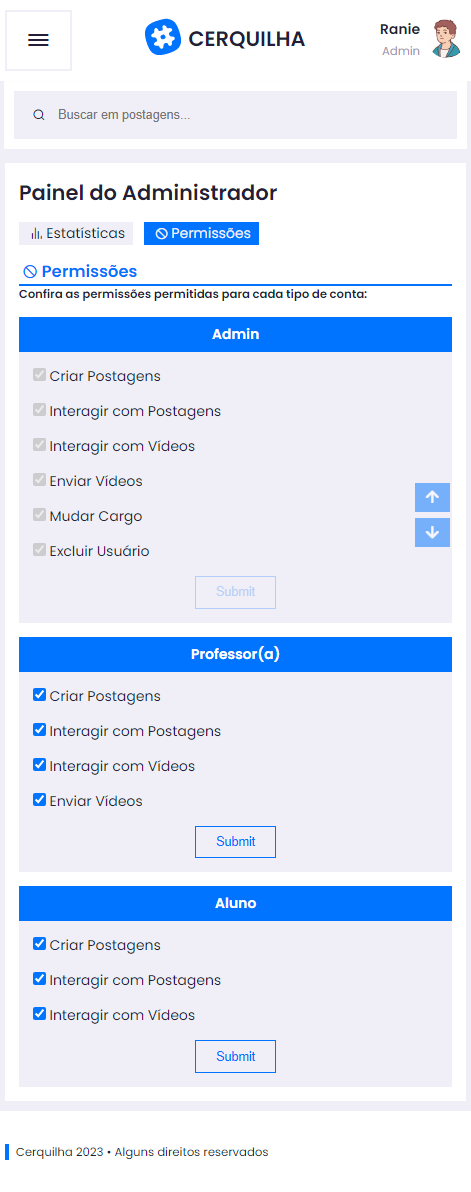 CERQUILHA
Ranie
Admin
Buscar em postagens...
Painel do Administrador
Estatísticas
Permissões
Permissões
Confira as permissões permitidas para cada tipo de conta:
Admin
Criar Postagens
Interagir com Postagens
Interagir com Vídeos
Enviar Vídeos
Mudar Cargo
Excluir Usuário
Submit
Professor(a)
Criar Postagens
Interagir com Postagens
Interagir com Vídeos
Enviar Vídeos
Submit
Aluno
Criar Postagens
Interagir com Postagens
Interagir com Vídeos
Submit
Cerquilha 2023 • Alguns direitos reservados